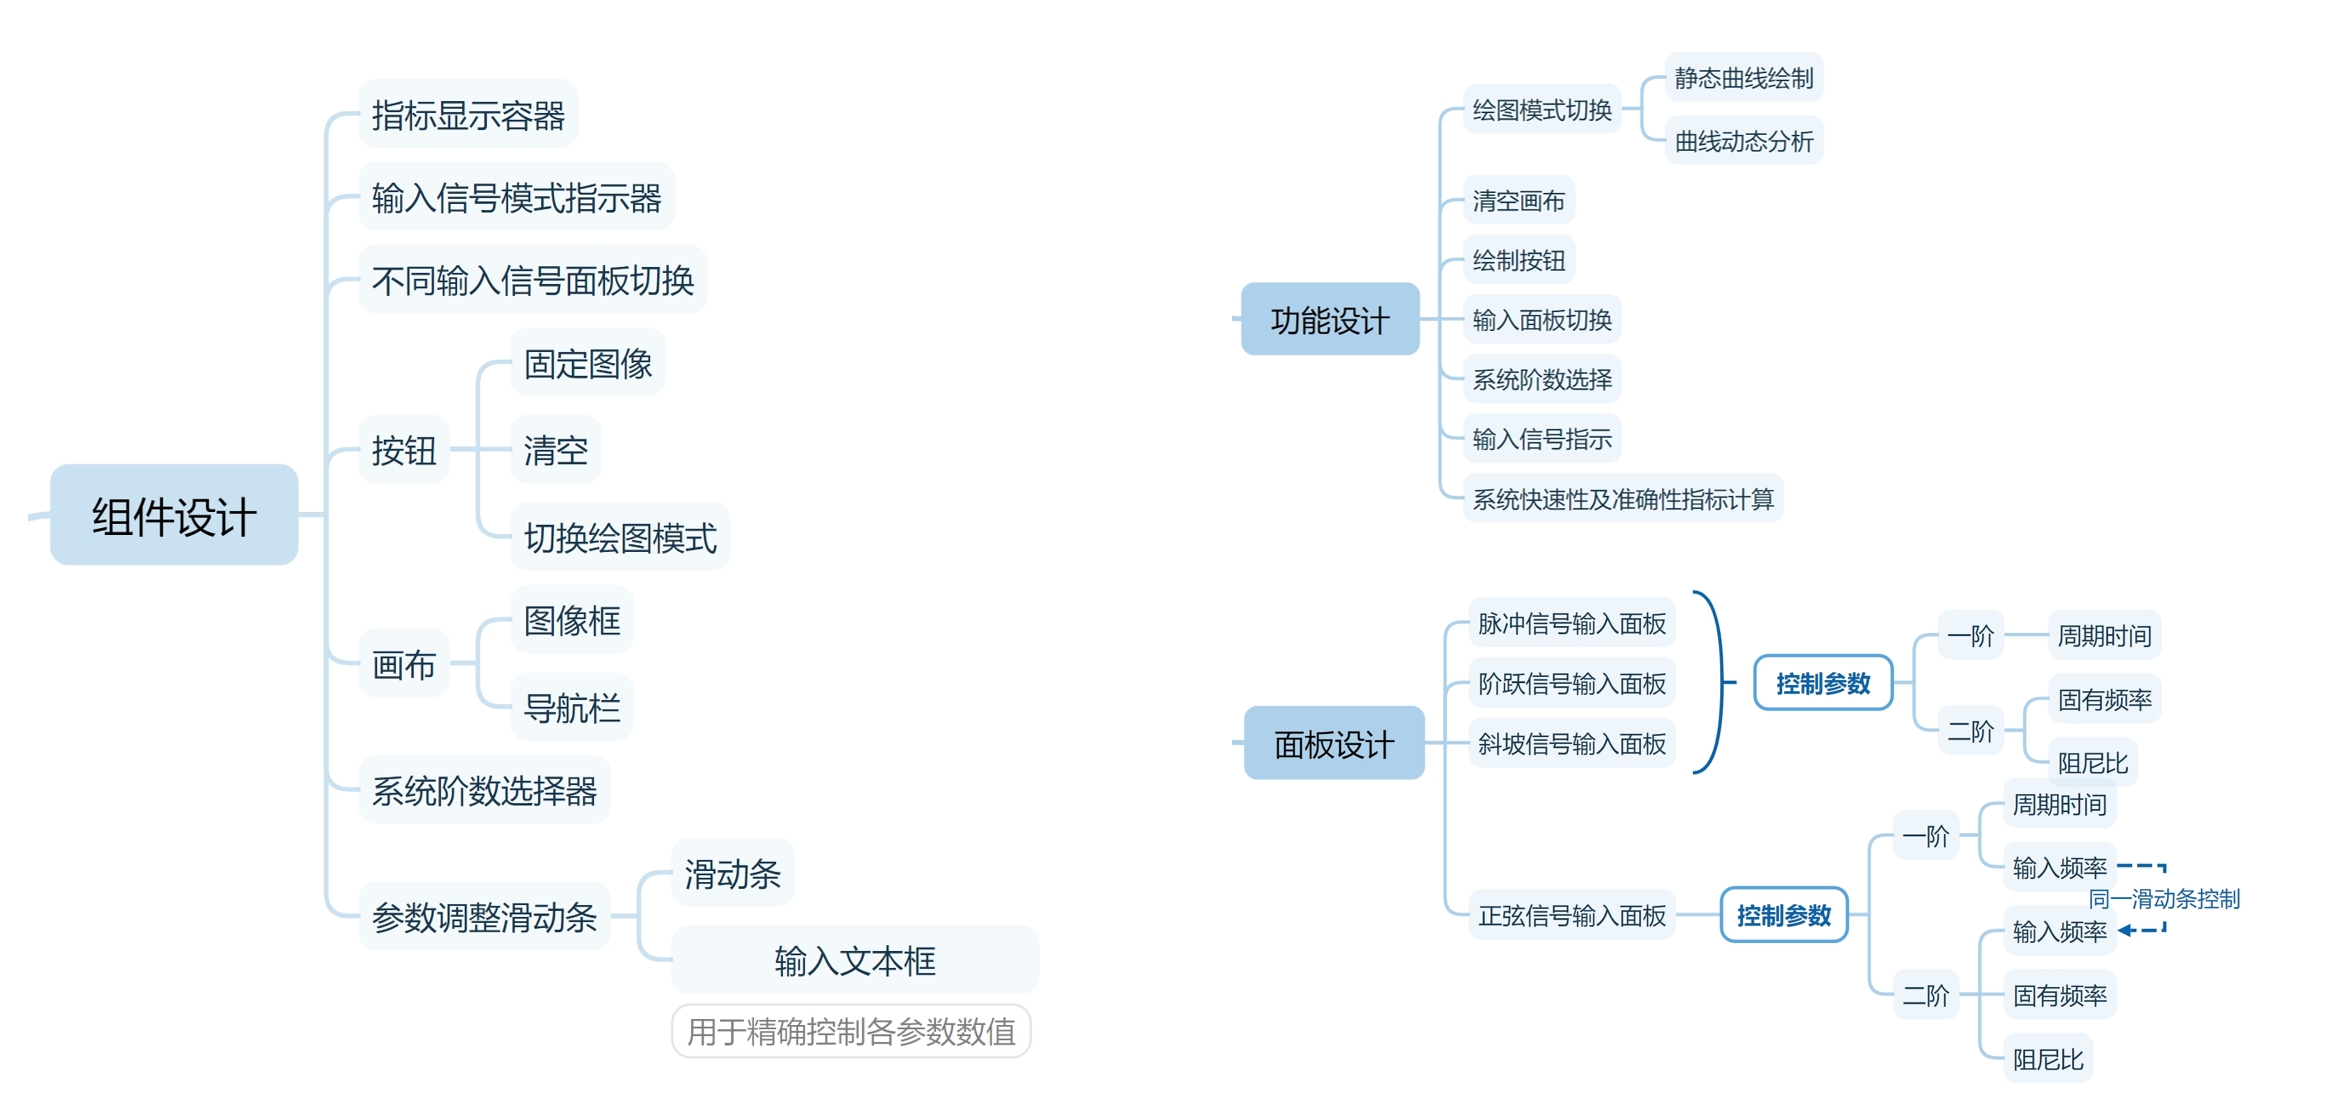 组件设计
指标显示容器
输入信号模式指示器
不同输入信号面板切换
按钮
固定图像
清空
切换绘图模式
画布
图像框
导航栏
系统阶数选择器
参数调整滑动条
滑动条
输入文本框
用于精确控制各参数数值
功能设计
绘图模式切换
静态曲线绘制
曲线动态分析
清空画布
绘制按钮
输入面板切换
系统阶数选择
输入信号指示
系统快速性及准确性指标计算
面板设计
脉冲信号输入面板
阶跃信号输入面板
斜坡信号输入面板
控制参数
一阶
周期时间
二阶
固有频率
阻尼比
正弦信号输入面板
控制参数
一阶
周期时间
输入频率
同一滑动条控制
二阶
输入频率
固有频率
阻尼比